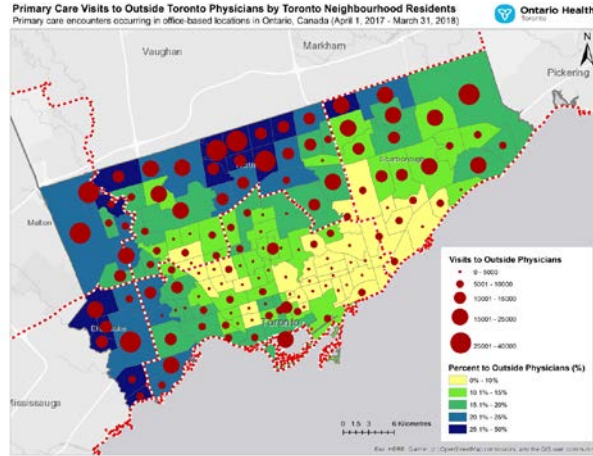 Primary Care Visits to Outside Toronto Physicians by Toronto Neighbourhood Residents
Primary care encounters occurring in office-based locations in Ontario, Canada (April 1, 2017 - March 31, 2018)
Ontario Health
Toronto
Vaughan
Markham
N
Pickering
Scarborough
Malton
Etobicoke
Toronto
Mississauga
Visits to Outside Physicians
0 - 5000
5001 - 10000
10001 - 15000
15001 - 25000
25001 - 40000
Percent to Outside Physicians (%)
0% - 10%
10.1% - 15%
15.1% - 20%
20.1% - 25%
25.1% - 50%
0 1.5 3 6 Kilometres